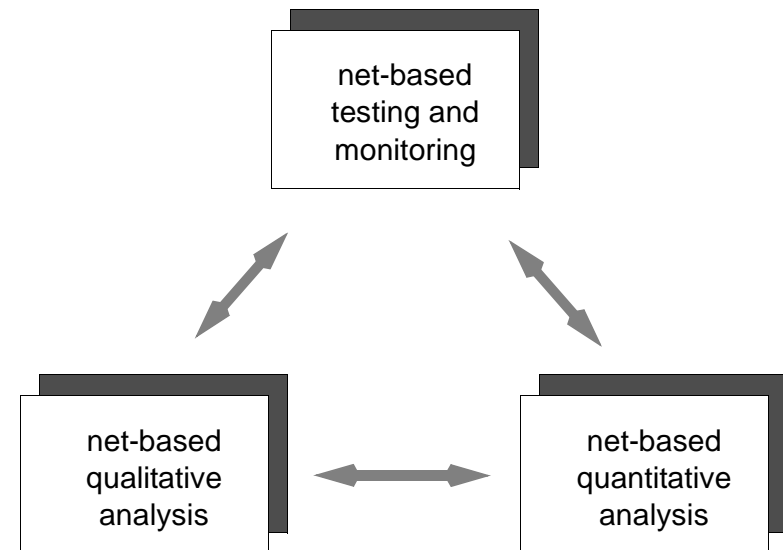 net-based
testing and
monitoring
net-based
qualitative
analysis
net-based
quantitative
analysis